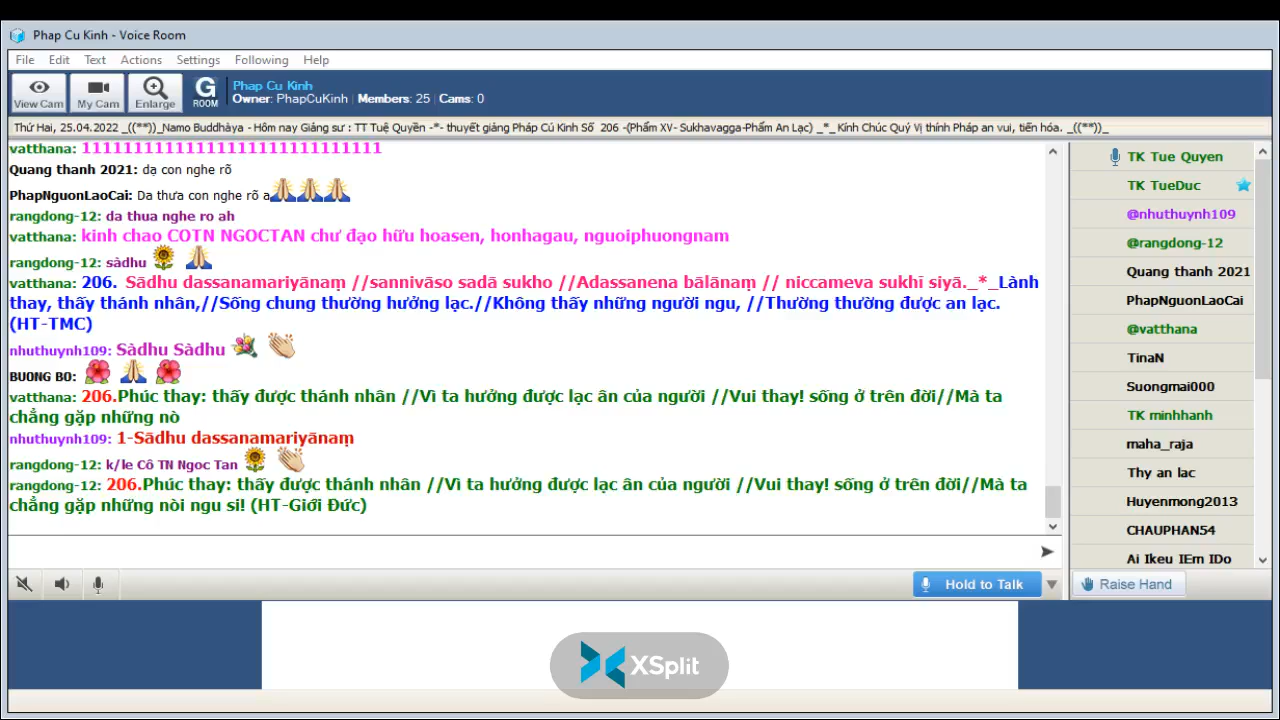 Phap Cu Kinh - Voice Room
File Edit Text Actions Settings Following Help
View Cam My Cam Enlarge G ROOM
Phap Cu Kinh
Owner: PhapCuKinh | Members: 25 | Cams: 0
Thứ Hai, 25.04.2022 _((**))_Namo Buddhàya - Hôm nay Giảng sư : TT Tuệ Quyền -*- thuyết giảng Pháp Cú Kinh Số 206 -(Phẩm XV- Sukhavagga-Phẩm An Lạc) _*_ Kính Chúc Quý Vị thính Pháp an vui, tiến hóa. _((**))_
vatthana: 11111111111111111111111111111
Quang thanh 2021: dạ con nghe rõ
PhapNguonLaoCai: Da thưa con nghe rõ a
rangdong-12: da thua nghe ro ah
vatthana: kinh chao COTN NGOCTAN chư đạo hữu hoasen, honhagau, nguoiphuongnam
rangdong-12: sàdhu
vatthana: 206. Sādhu dassanamariyānaṃ //sannivāso sadā sukho //Adassanena bālānaṃ // niccameva sukhī siyā._*_Lành
thay, thấy thánh nhân,//Sống chung thường hưởng lạc.//Không thấy những người ngu, //Thường thường được an lạc.
(HT-TMC)
nhuthuynh109: Sàdhu Sàdhu
BUONG BO:
vatthana: 206.Phúc thay: thấy được thánh nhân //Vì ta hưởng được lạc ân của người //Vui thay! sống ở trên đời//Mà ta
chẳng gặp những nò
nhuthuynh109: 1-Sādhu dassanamariyānaṃ
rangdong-12: k/le Cô TN Ngoc Tan
rangdong-12: 206.Phúc thay: thấy được thánh nhân //Vì ta hưởng được lạc ân của người //Vui thay! sống ở trên đời//Mà ta
chẳng gặp những nòi ngu si! (HT-Giới Đức)
TK Tue Quyen
TK TueDuc
@nhuthuynh109
@rangdong-12
Quang thanh 2021
PhapNguonLaoCai
@vatthana
TinaN
Suongmai000
TK minhhanh
maha_raja
Thy an lac
Huyenmong2013
CHAUPHAN54
Ai Ikeu IEm IDo
Hold to Talk
Raise Hand
XSplit